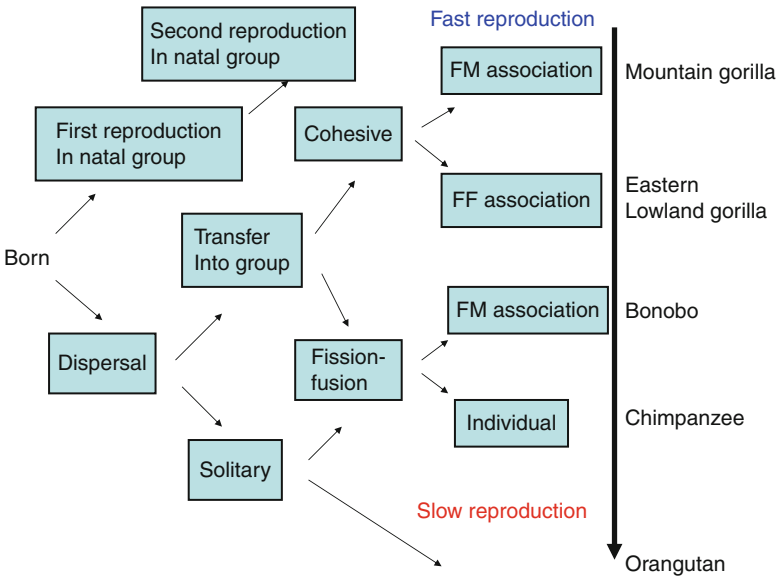 Second reproduction
In natal group
Fast reproduction
FM association
Mountain gorilla
First reproduction
In natal group
Cohesive
FF association
Eastern
Lowland gorilla
Born
Transfer
Into group
FM association
Bonobo
Dispersal
Fission-
fusion
Individual
Chimpanzee
Solitary
Slow reproduction
Orangutan